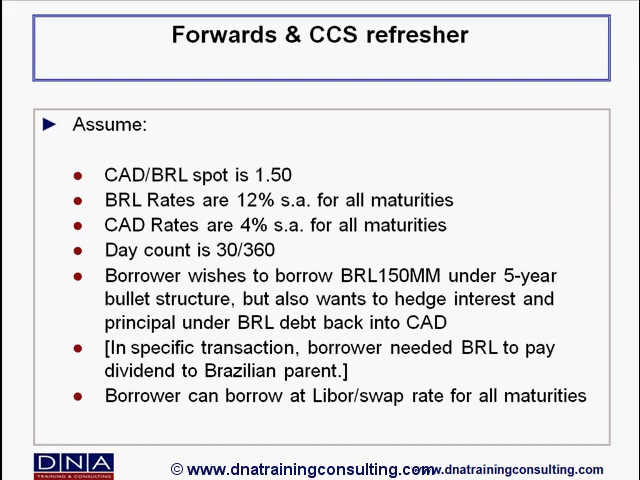 Forwards & CCS refresher
► Assume:
● CAD/BRL spot is 1.50
● BRL Rates are 12% s.a. for all maturities
● CAD Rates are 4% s.a. for all maturities
● Day count is 30/360
● Borrower wishes to borrow BRL150MM under 5-year
bullet structure, but also wants to hedge interest and
principal under BRL debt back into CAD
● [In specific transaction, borrower needed BRL to pay
dividend to Brazilian parent.]
● Borrower can borrow at Libor/swap rate for all maturities
DNA
TRAINING & CONSULTING
© www.dnatrainingconsulting.com
www.dnatrainingconsulting.com